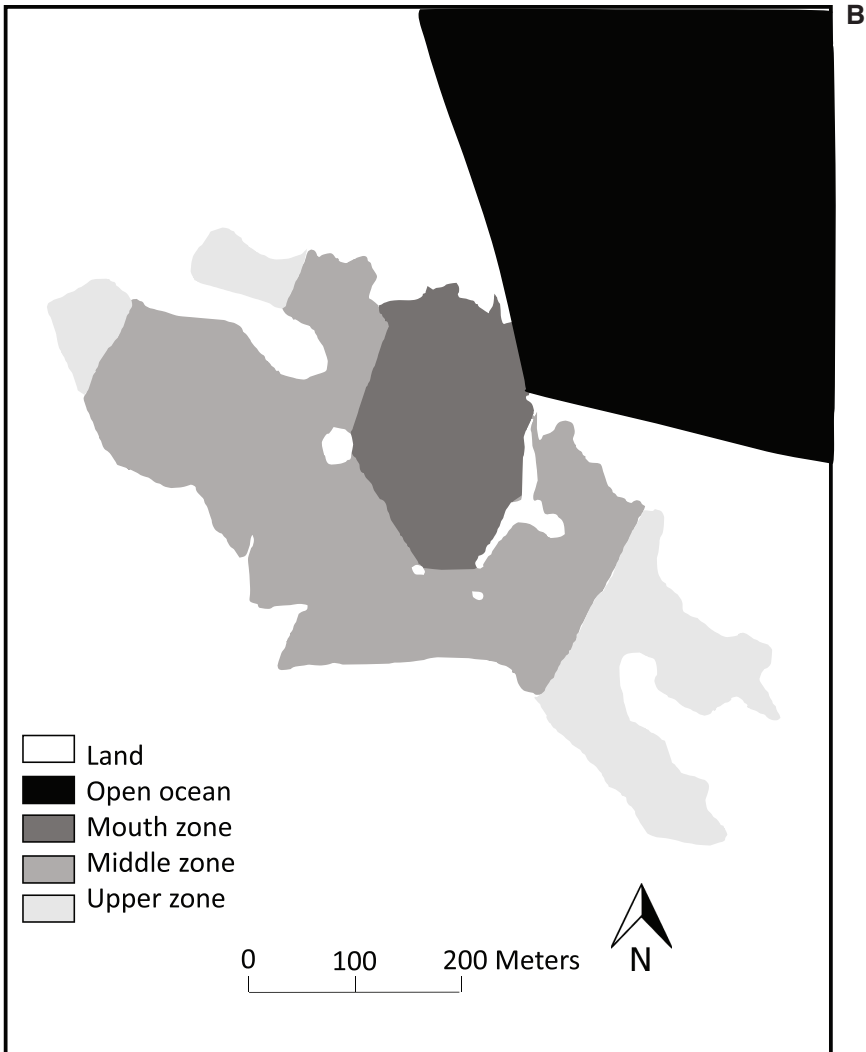 B
Land
Open ocean
Mouth zone
Middle zone
Upper zone
0 100 200 Meters
N